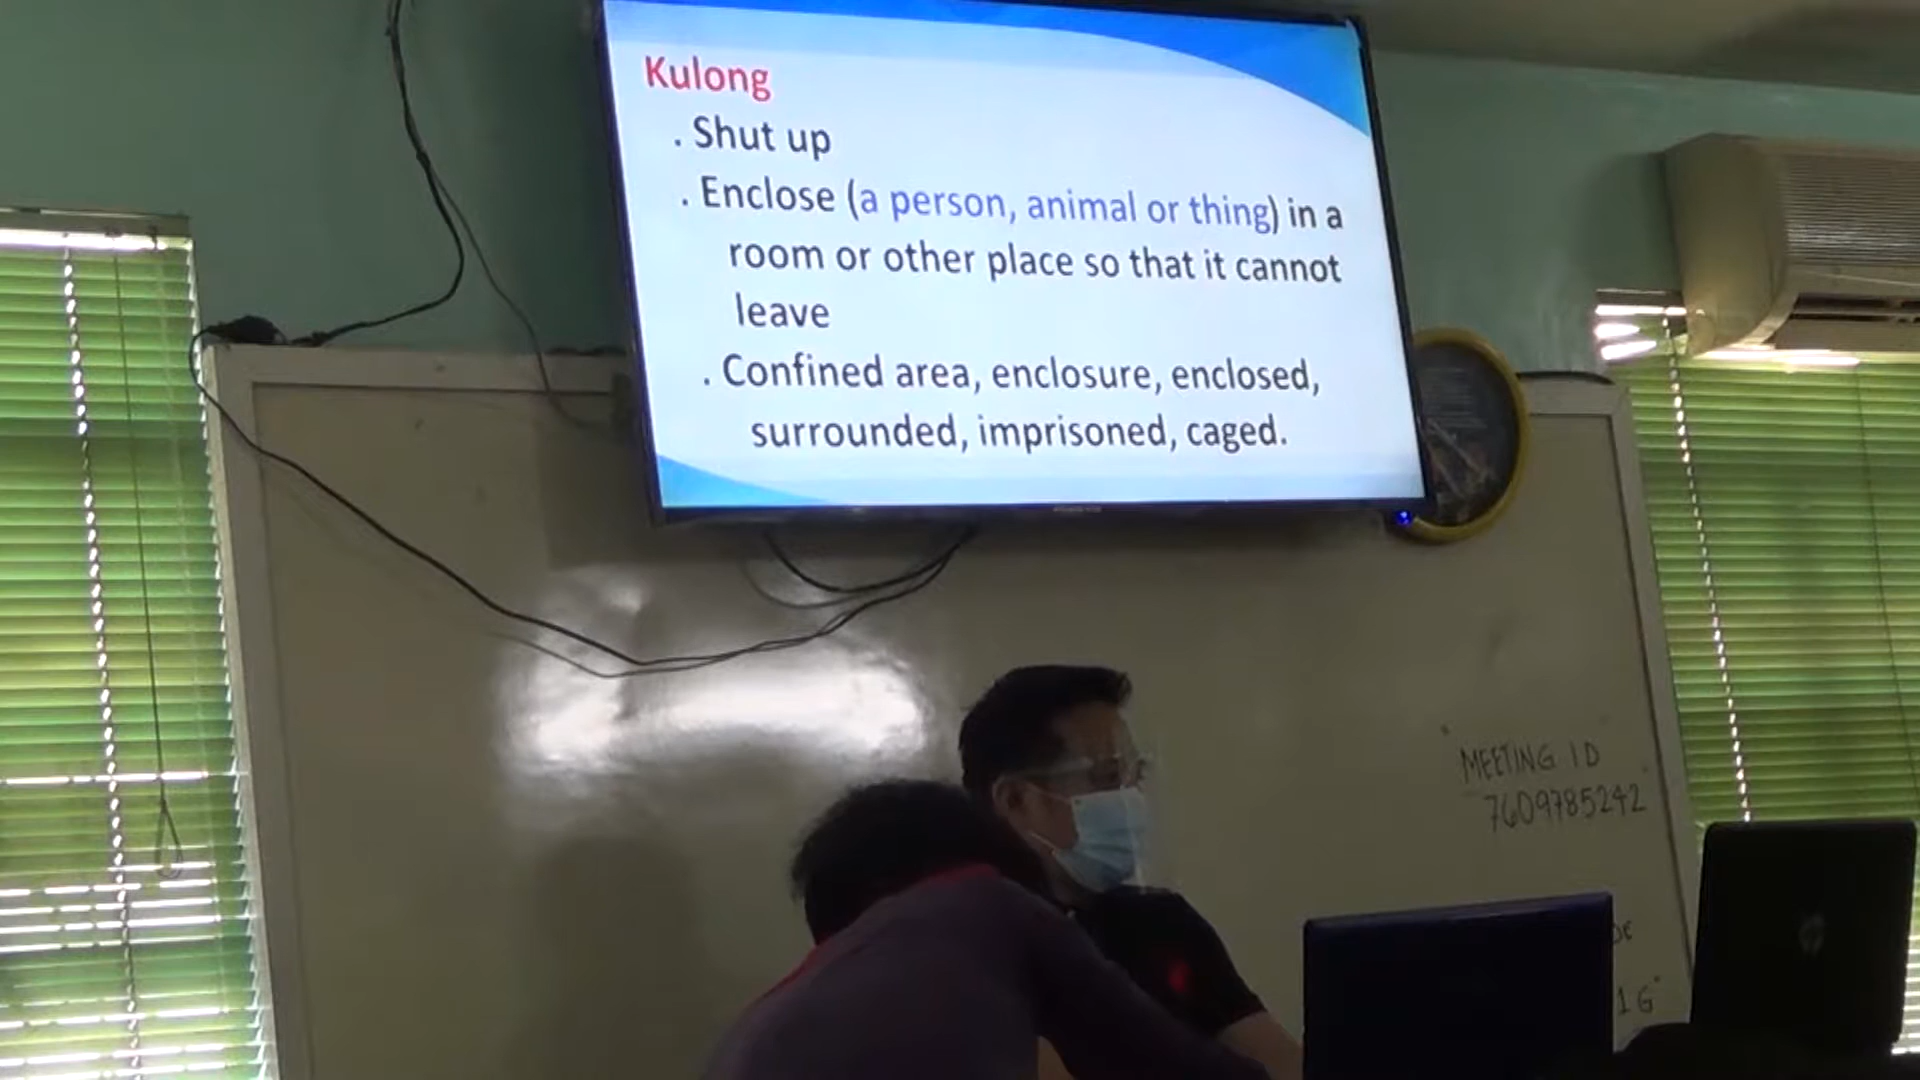 Kulong
. Shut up
. Enclose (a person, animal or thing) in a
room or other place so that it cannot
leave
. Confined area, enclosure, enclosed,
surrounded, imprisoned, caged.
MEETING ID
7609785242